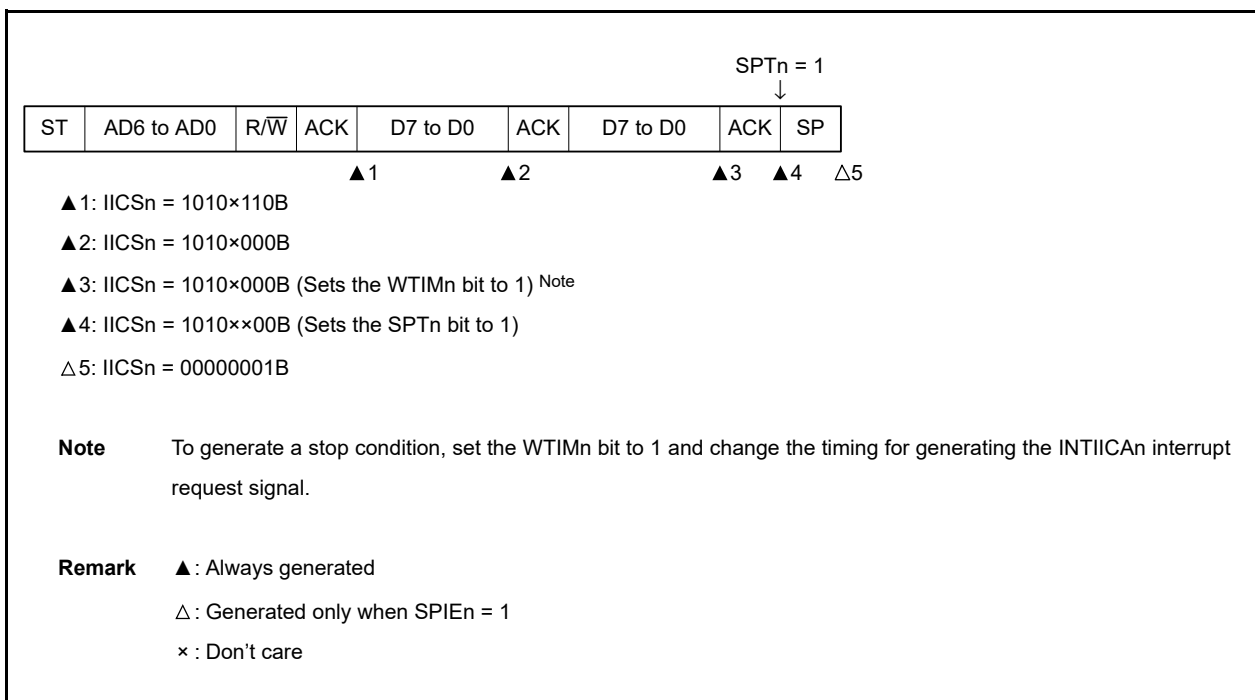 SPTn = 1
↓
ST AD6 to AD0 R/W̅ ACK D7 to D0 ACK D7 to D0 ACK SP
▲1 ▲2 ▲3 ▲4 △5
▲1: IICSn = 1010×110B
▲2: IICSn = 1010×000B
▲3: IICSn = 1010×000B (Sets the WTIMn bit to 1) Note
▲4: IICSn = 1010××00B (Sets the SPTn bit to 1)
△5: IICSn = 00000001B
Note To generate a stop condition, set the WTIMn bit to 1 and change the timing for generating the INTIICAn interrupt
request signal.
Remark ▲: Always generated
△: Generated only when SPIEn = 1
× : Don't care